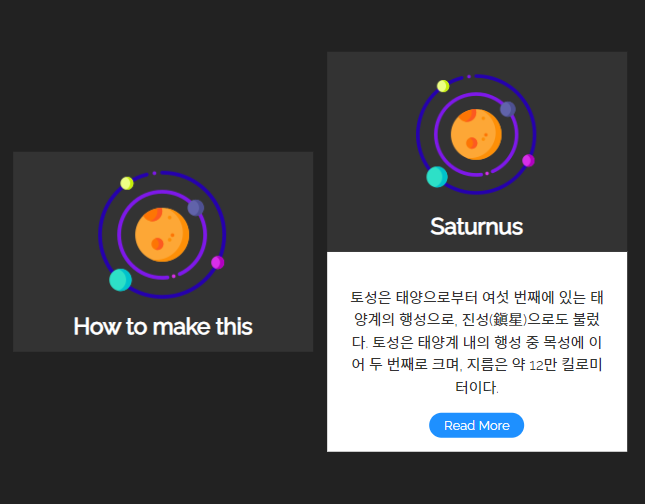 How to make this
Saturnus
토성은 태양으로부터 여섯 번째에 있는 태
양계의 행성으로, 진성(鎭星)으로도 불렀
다. 토성은 태양계 내의 행성 중 목성에 이
어 두 번째로 크며, 지름은 약 12만 킬로미
터이다.
Read More